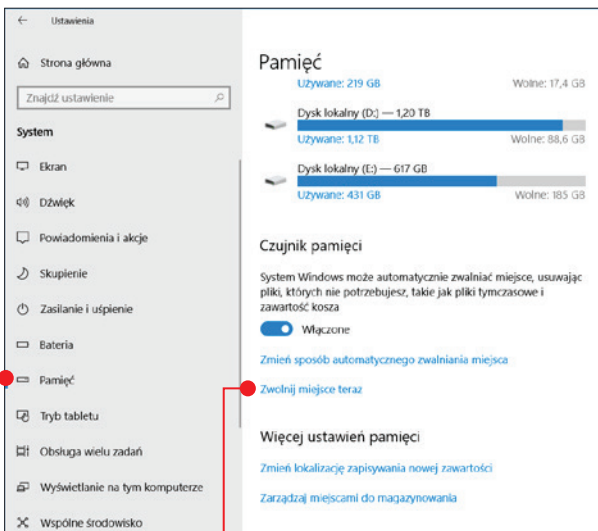 Ustawienia
Strona główna
Znajdź ustawienie
System
Ekran
Dźwięk
Powiadomienia i akcje
Skupienie
Zasilanie i uśpienie
Bateria
Pamięć
Tryb tabletu
Obsługa wielu zadań
Wyświetlanie na tym komputerze
Wspólne środowisko
Pamięć
Używane: 219 GB Wolne: 17,4 GB
Dysk lokalny (D:) — 1,20 TB
Używane: 1,12 TB Wolne: 88,6 GB
Dysk lokalny (E:) — 617 GB
Używane: 431 GB Wolne: 185 GB
Czujnik pamięci
System Windows może automatycznie zwalniać miejsce, usuwając
pliki, których nie potrzebujesz, takie jak pliki tymczasowe i
zawartość kosza
Włączone
Zmień sposób automatycznego zwalniania miejsca
Zwolnij miejsce teraz
Więcej ustawień pamięci
Zmień lokalizację zapisywania nowej zawartości
Zarządzaj miejscami do magazynowania